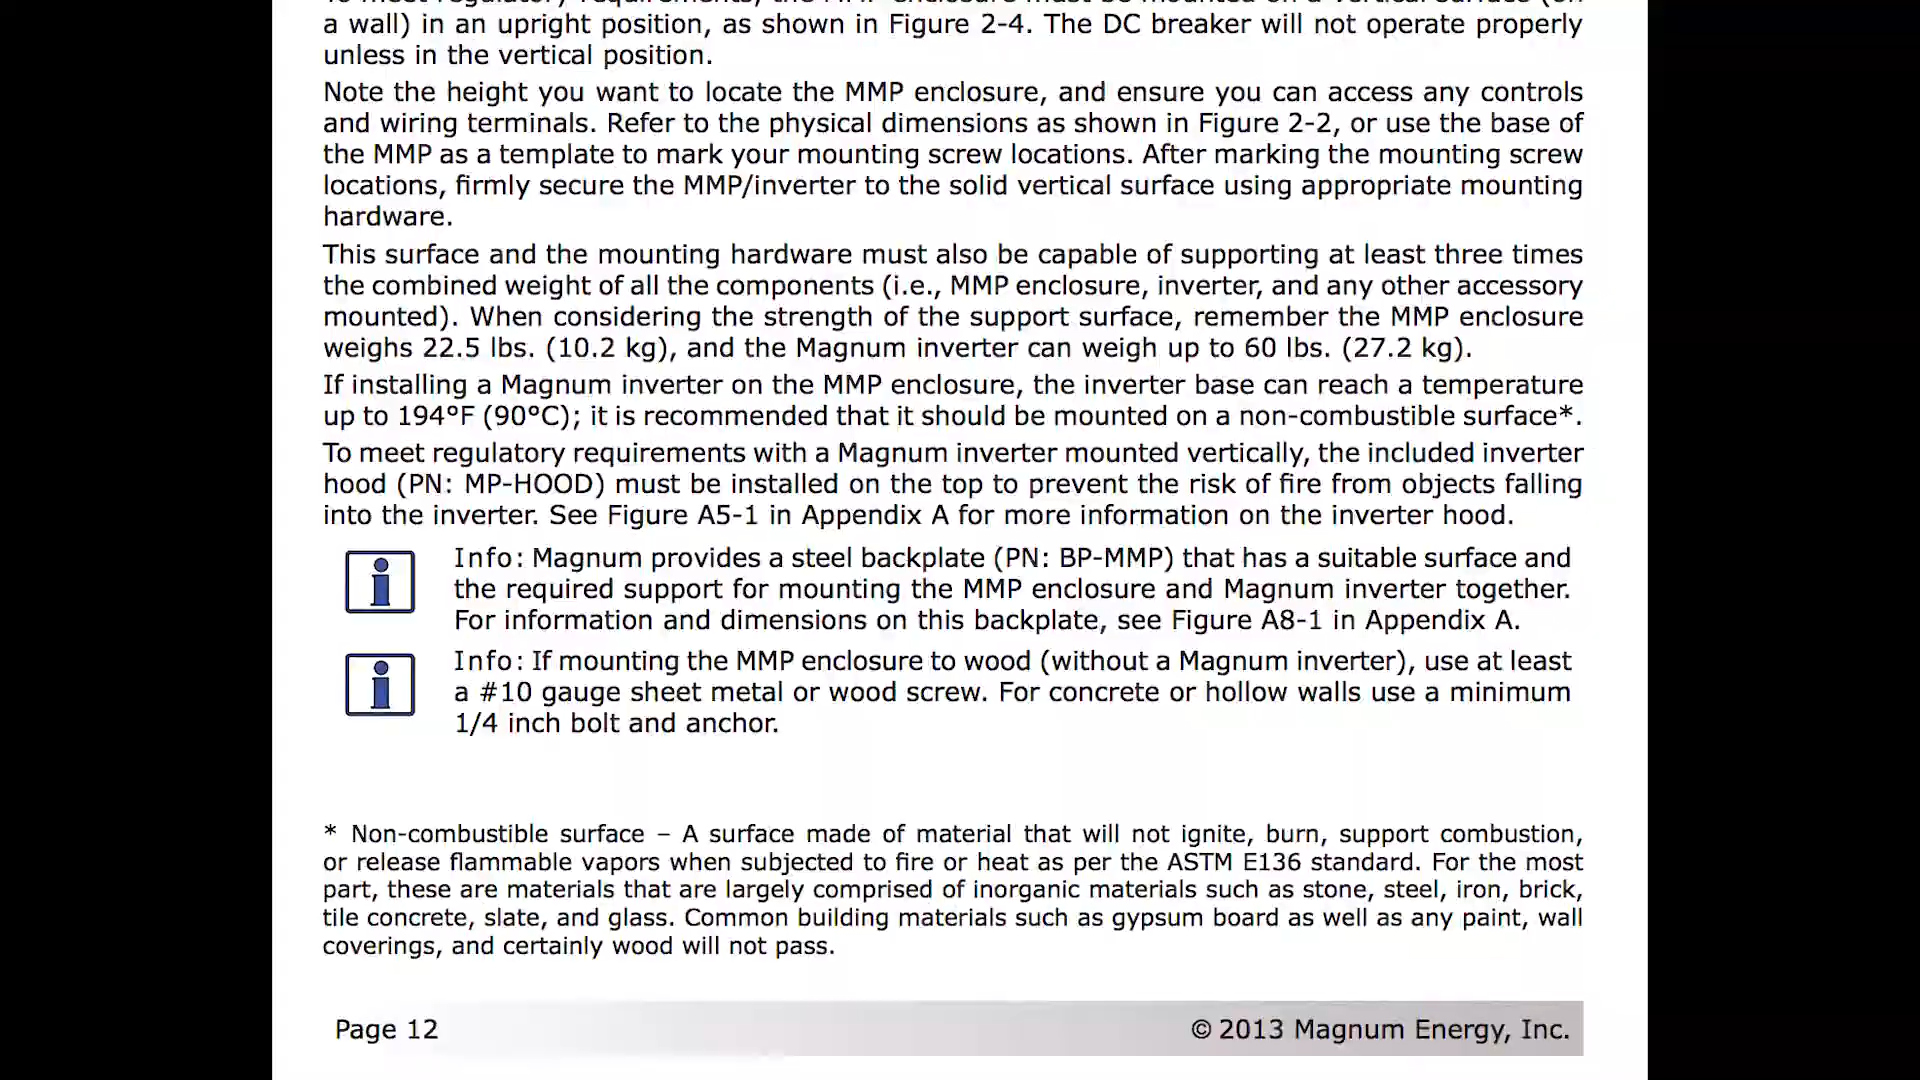 To meet regulatory requirements, the MMP enclosure must be mounted on a vertical surface (on
a wall) in an upright position, as shown in Figure 2-4. The DC breaker will not operate properly
unless in the vertical position.
Note the height you want to locate the MMP enclosure, and ensure you can access any controls
and wiring terminals. Refer to the physical dimensions as shown in Figure 2-2, or use the base of
the MMP as a template to mark your mounting screw locations. After marking the mounting screw
locations, firmly secure the MMP/inverter to the solid vertical surface using appropriate mounting
hardware.
This surface and the mounting hardware must also be capable of supporting at least three times
the combined weight of all the components (i.e., MMP enclosure, inverter, and any other accessory
mounted). When considering the strength of the support surface, remember the MMP enclosure
weighs 22.5 lbs. (10.2 kg), and the Magnum inverter can weigh up to 60 lbs. (27.2 kg).
If installing a Magnum inverter on the MMP enclosure, the inverter base can reach a temperature
up to 194°F (90°C); it is recommended that it should be mounted on a non-combustible surface*.
To meet regulatory requirements with a Magnum inverter mounted vertically, the included inverter
hood (PN: MP-HOOD) must be installed on the top to prevent the risk of fire from objects falling
into the inverter. See Figure A5-1 in Appendix A for more information on the inverter hood.
Info: Magnum provides a steel backplate (PN: BP-MMP) that has a suitable surface and
the required support for mounting the MMP enclosure and Magnum inverter together.
For information and dimensions on this backplate, see Figure A8-1 in Appendix A.
Info: If mounting the MMP enclosure to wood (without a Magnum inverter), use at least
a #10 gauge sheet metal or wood screw. For concrete or hollow walls use a minimum
1/4 inch bolt and anchor.
* Non-combustible surface – A surface made of material that will not ignite, burn, support combustion,
or release flammable vapors when subjected to fire or heat as per the ASTM E136 standard. For the most
part, these are materials that are largely comprised of inorganic materials such as stone, steel, iron, brick,
tile concrete, slate, and glass. Common building materials such as gypsum board as well as any paint, wall
coverings, and certainly wood will not pass.
Page 12
© 2013 Magnum Energy, Inc.